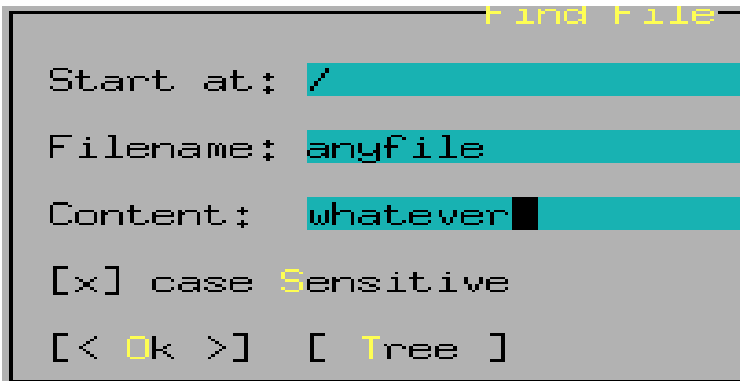 Find File
Start at: /
Filename: anyfile
Content: whatever
[x] case Sensitive
[< Ok >] [ Tree ]